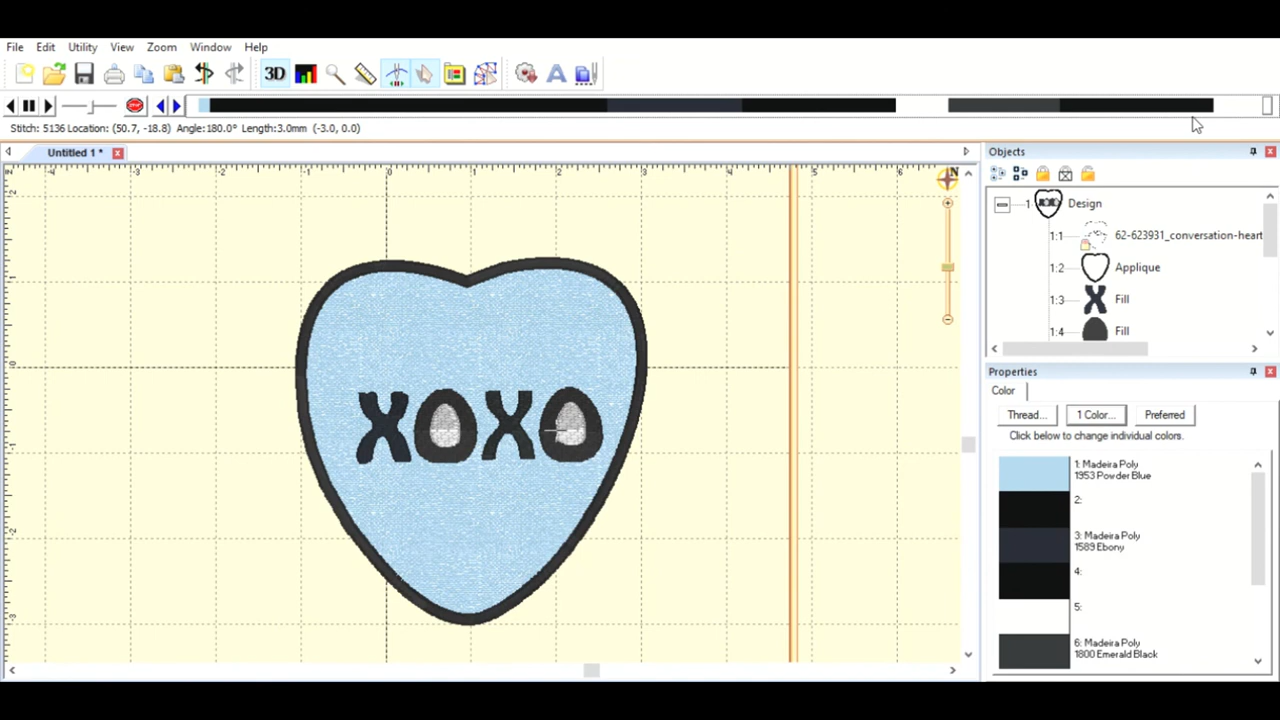 File Edit Utility View Zoom Window Help
3D
Stitch: 5136 Location: (50.7, -18.8) Angle:180.0° Length:3.0mm (-3.0, 0.0)
Untitled 1 *
Objects
1 Design
1:1 62-623931_conversation-heart
1:2 Applique
1:3 Fill
1:4 Fill
Properties
Color
Thread... 1 Color... Preferred
Click below to change individual colors.
1: Madeira Poly
1953 Powder Blue
2:
3: Madeira Poly
1589 Ebony
4:
5:
6: Madeira Poly
1800 Emerald Black
XOXO